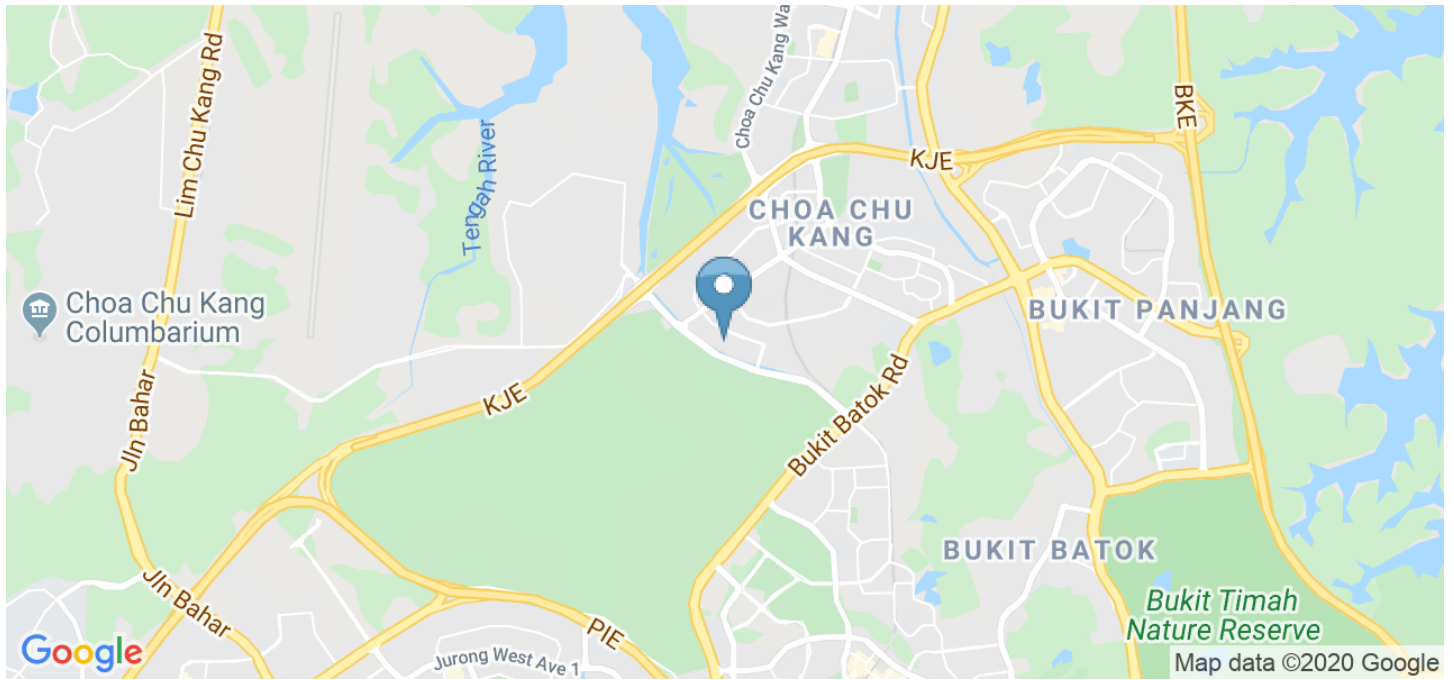 Choa Chu Kang Wa
Lim Chu Kang Rd
BKE
Tengah River
KJE
CHOA CHU
KANG
Choa Chu Kang
Columbarium
BUKIT PANJANG
KJE
Jln Bahar
Bukit Batok Rd
BUKIT BATOK
Jln Bahar
Bukit Timah
Nature Reserve
PIE
Jurong West Ave 1
Google
Map data ©2020 Google